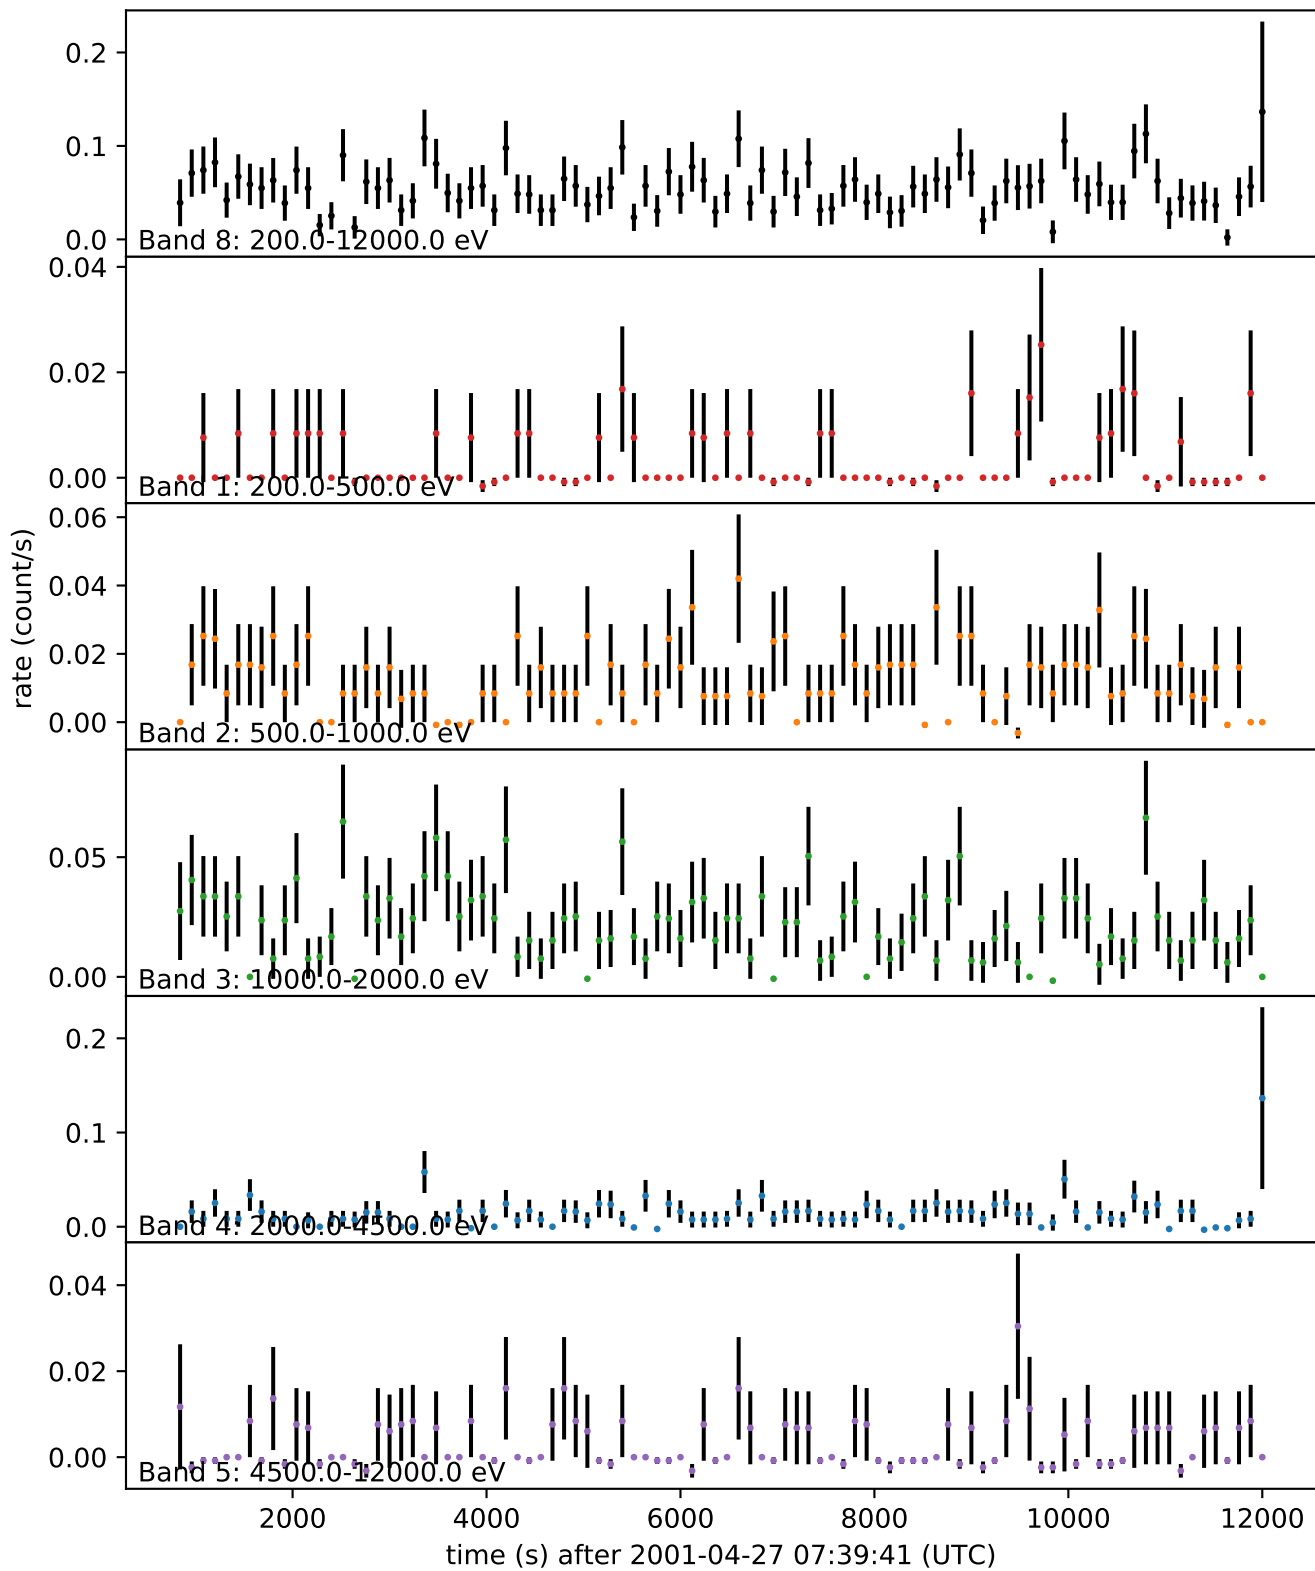 0.2
0.1
0.0
Band 8: 200.0-12000.0 eV
0.04
0.02
0.00
Band 1: 200.0-500.0 eV
0.06
0.04
0.02
0.00
Band 2: 500.0-1000.0 eV
rate (count/s)
0.05
0.00
Band 3: 1000.0-2000.0 eV
0.2
0.1
0.0
Band 4: 2000.0-4500.0 eV
0.04
0.02
0.00
Band 5: 4500.0-12000.0 eV
2000 4000 6000 8000 10000 12000
time (s) after 2001-04-27 07:39:41 (UTC)